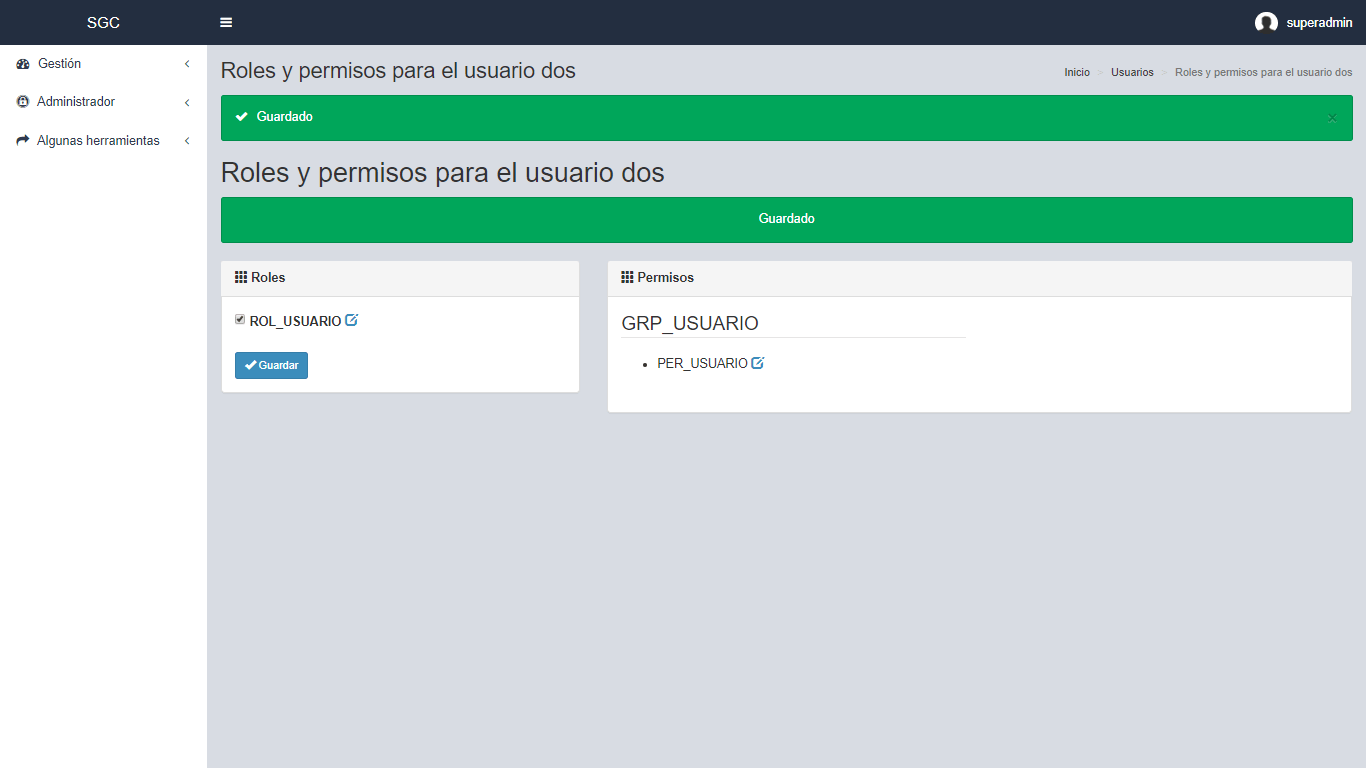 SGC
superadmin
Gestión
Administrador
Algunas herramientas
Roles y permisos para el usuario dos
Inicio > Usuarios > Roles y permisos para el usuario dos
Guardado
×
Roles y permisos para el usuario dos
Guardado
Roles
ROL_USUARIO
Guardar
Permisos
GRP_USUARIO
• PER_USUARIO